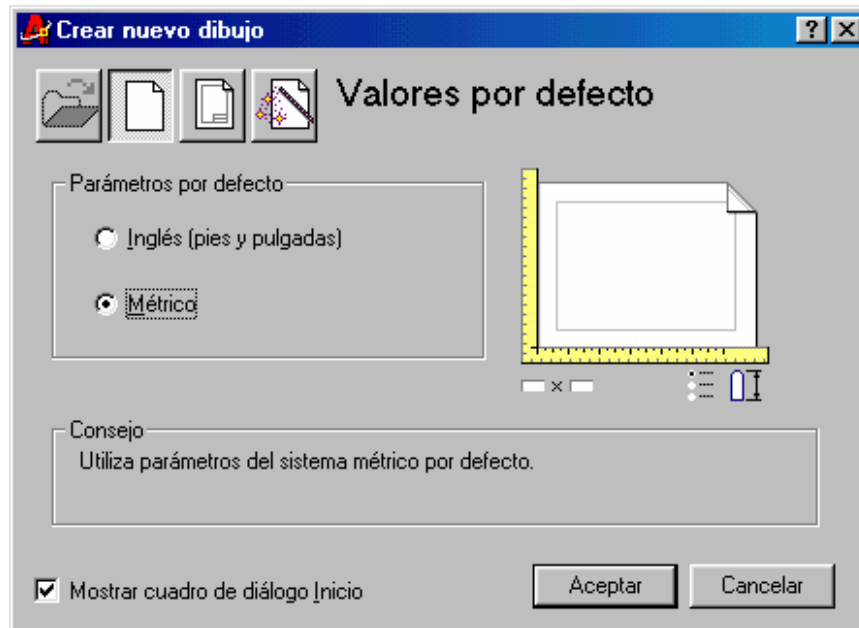 Crear nuevo dibujo
Valores por defecto
Parámetros por defecto
Inglés (pies y pulgadas)
Métrico
Consejo
Utiliza parámetros del sistema métrico por defecto.
Mostrar cuadro de diálogo Inicio
Aceptar
Cancelar